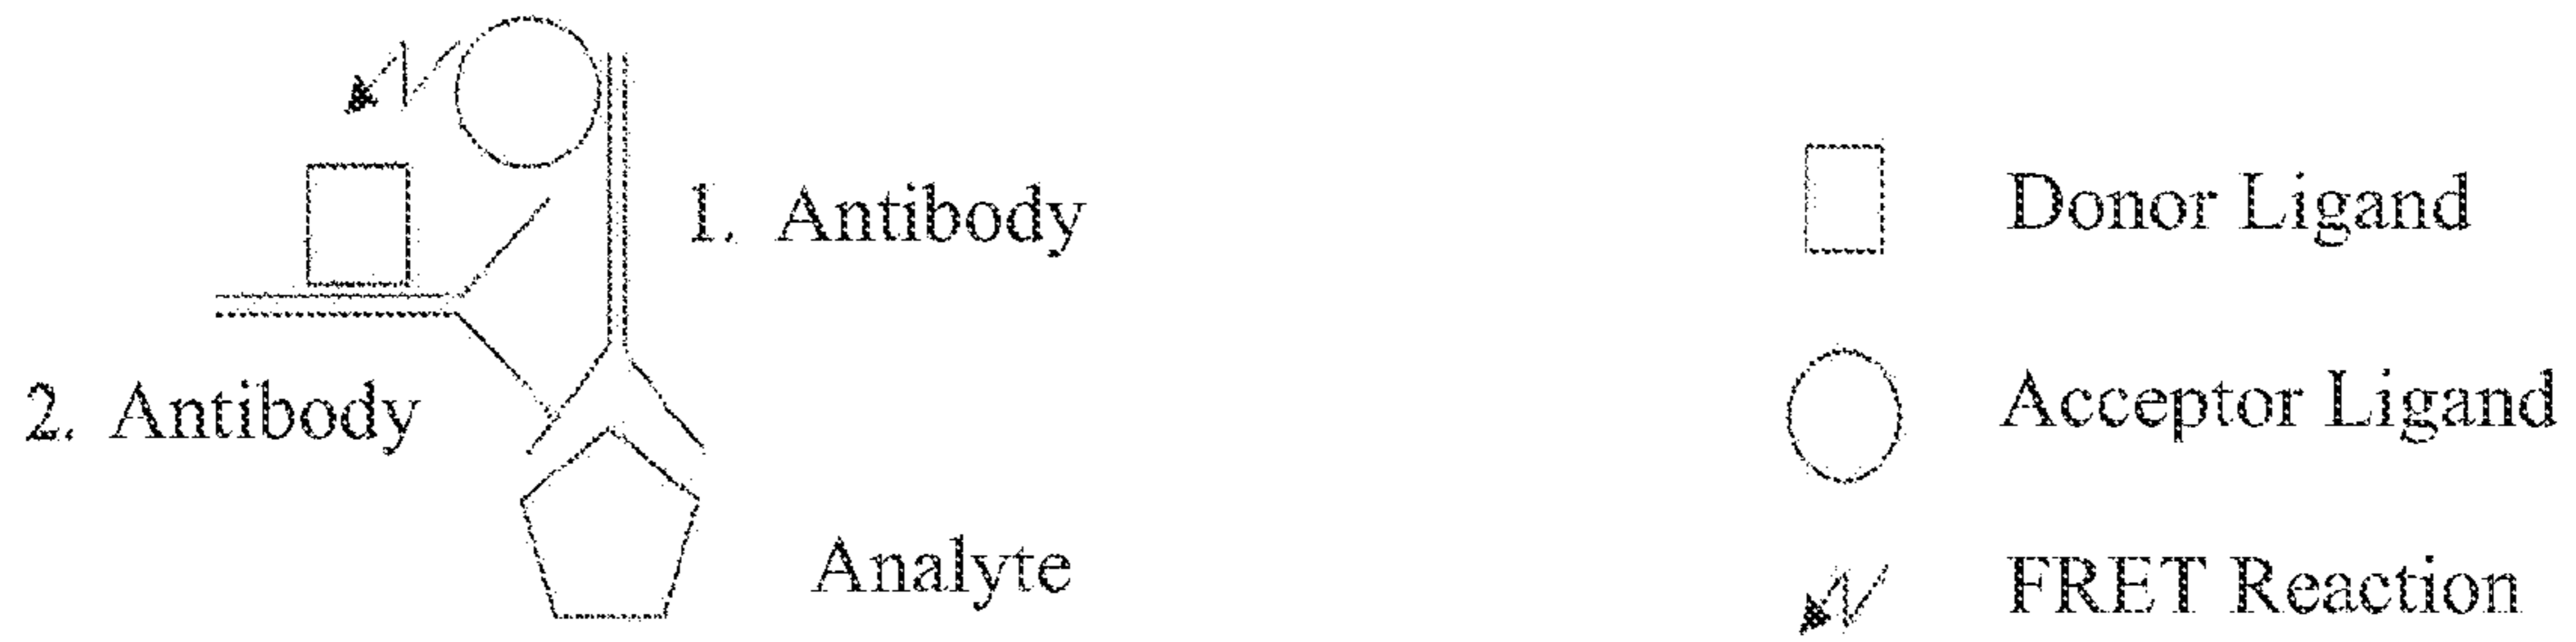 1. Antibody
2. Antibody
Analyte
Donor Ligand
Acceptor Ligand
FRET Reaction